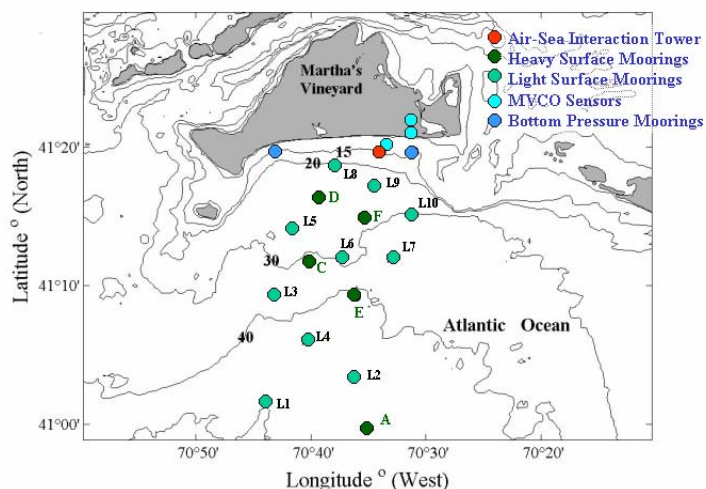 Air-Sea Interaction Tower
Heavy Surface Moorings
Light Surface Moorings
MVCO Sensors
Bottom Pressure Moorings
Martha's
Vineyard
41°20'
41°10'
41°00'
Latitude ° (North)
15
20
L8
L9
D
L10
F
L5
L6
L7
30
C
L3
E
40
L4
Atlantic Ocean
L2
L1
A
70°50' 70°40' 70°30' 70°20'
Longitude ° (West)